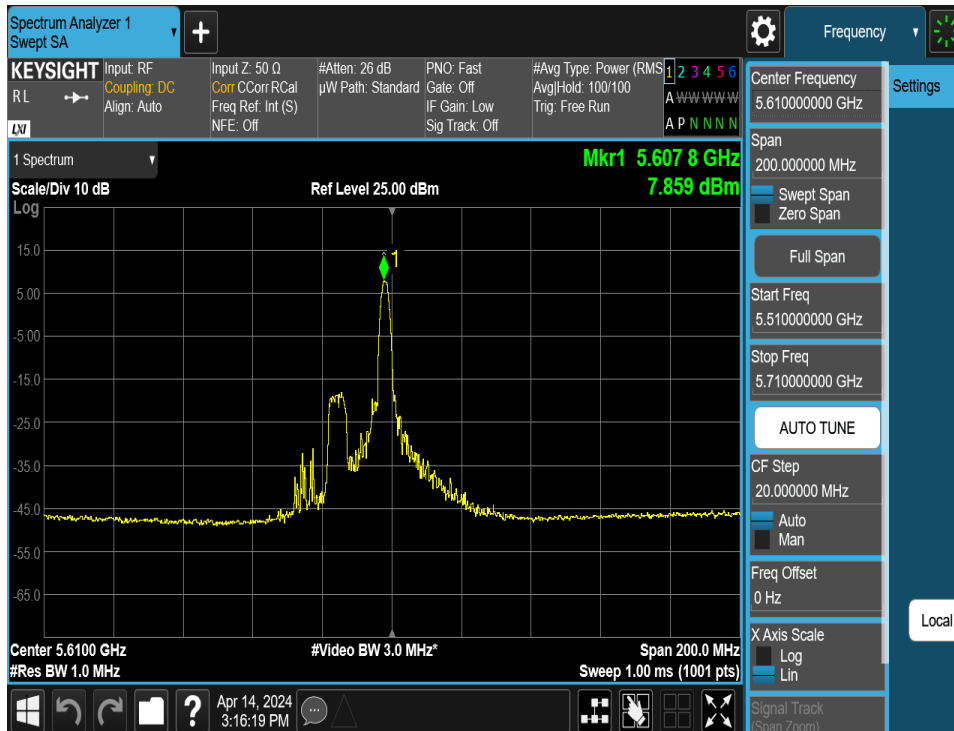 Spectrum Analyzer 1
Swept SA
+
Frequency
KEYSIGHT
R L
LXI
Input: RF
Coupling: DC
Align: Auto
Input Z: 50 Ω
Corr CCorr RCal
Freq Ref: Int (S)
NFE: Off
#Atten: 26 dB
µW Path: Standard
PNO: Fast
Gate: Off
IF Gain: Low
Sig Track: Off
#Avg Type: Power (RMS
Avg|Hold: 100/100
Trig: Free Run
1 2 3 4 5 6
A W W W W W
A P N N N N
1 Spectrum
Mkr1 5.607 8 GHz
7.859 dBm
Scale/Div 10 dB
Ref Level 25.00 dBm
Log
1
15.0
5.00
-5.00
-15.0
-25.0
-35.0
-45.0
-55.0
-65.0
Center 5.6100 GHz
#Video BW 3.0 MHz*
Span 200.0 MHz
#Res BW 1.0 MHz
Sweep 1.00 ms (1001 pts)
Center Frequency
5.610000000 GHz
Span
200.000000 MHz
Swept Span
Zero Span
Full Span
Start Freq
5.510000000 GHz
Stop Freq
5.710000000 GHz
AUTO TUNE
CF Step
20.000000 MHz
Auto
Man
Freq Offset
0 Hz
X Axis Scale
Log
Lin
Signal Track
(Span Zoom)
Settings
Local
?
Apr 14, 2024
3:16:19 PM